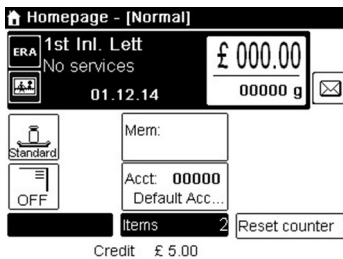 Homepage - [Normal]
ERA 1st Inl. Lett
No services
01.12.14
£ 000.00
00000 g
Standard
Mem:
OFF
Acct: 00000
Default Acc...
Items 2
Reset counter
Credit £ 5.00